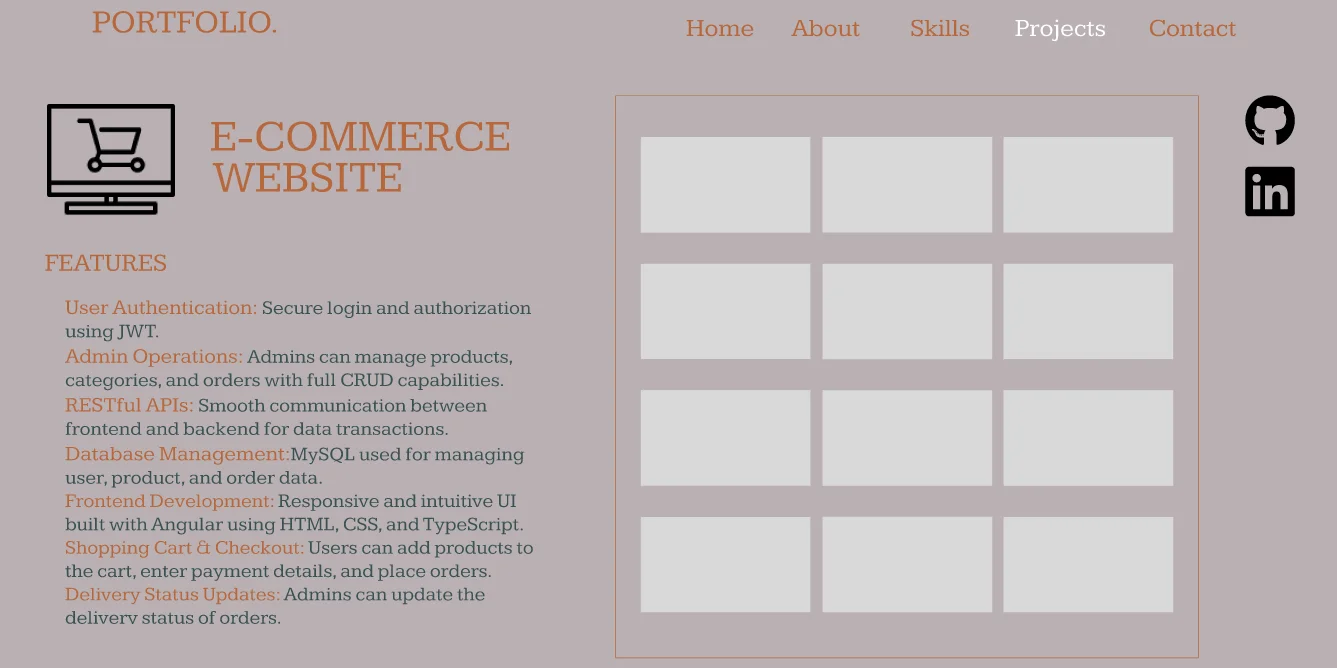 PORTFOLIO.
Home About Skills Projects Contact
E-COMMERCE
WEBSITE
FEATURES
User Authentication: Secure login and authorization
using JWT.
Admin Operations: Admins can manage products,
categories, and orders with full CRUD capabilities.
RESTful APIs: Smooth communication between
frontend and backend for data transactions.
Database Management:MySQL used for managing
user, product, and order data.
Frontend Development: Responsive and intuitive UI
built with Angular using HTML, CSS, and TypeScript.
Shopping Cart & Checkout: Users can add products to
the cart, enter payment details, and place orders.
Delivery Status Updates: Admins can update the
delivery status of orders.
in